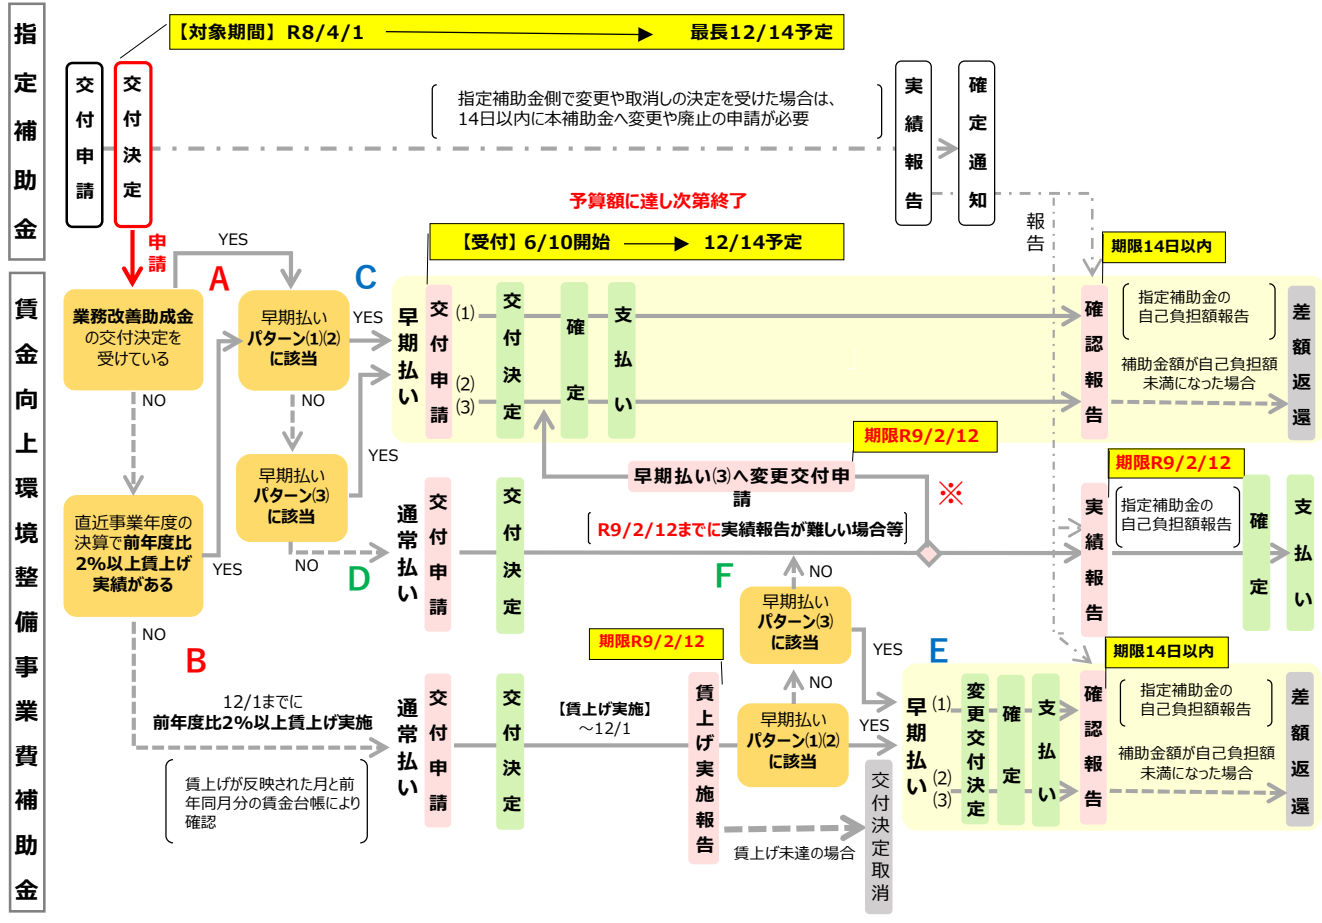 指定補助金
【対象期間】R8/4/1
最長12/14予定
交付申請
交付決定
指定補助金側で変更や取消しの決定を受けた場合は、
14日以内に本補助金へ変更や廃止の申請が必要
実績報告
確定通知
報告
申請
予算額に達し次第終了
【受付】6/10開始
12/14予定
期限14日以内
賃金向上環境整備事業費補助金
YES
A
C
業務改善助成金
の交付決定を
受けている
早期払い
パターン⑴⑵
に該当
YES
早期払い
交付申請
⑴
⑵
⑶
交付決定
確定
支払い
確認報告
指定補助金の
自己負担額報告
補助金額が自己負担額
未満になった場合
差額返還
NO
NO
早期払い
パターン⑶
に該当
YES
期限R9/2/12
早期払い⑶へ変更交付申
請
R9/2/12までに実績報告が難しい場合等
※
期限R9/2/12
直近事業年度の
決算で前年度比
2%以上賃上げ
実績がある
YES
NO
D
通常払い
交付申請
交付決定
F
NO
実績報告
指定補助金の
自己負担額報告
確定
支払い
NO
B
早期払い
パターン⑶
に該当
YES
期限R9/2/12
E
期限14日以内
12/1までに
前年度比2%以上賃上げ実施
賃上げが反映された月と前
年同月分の賃金台帳により
確認
通常払い
交付申請
交付決定
【賃上げ実施】
～12/1
賃上げ実施報告
NO
早期払い
パターン⑴⑵
に該当
YES
早期払い
⑴
⑵
⑶
変更交付決定
確定
支払い
確認報告
指定補助金の
自己負担額報告
補助金額が自己負担額
未満になった場合
差額返還
賃上げ未達の場合
交付決定取消